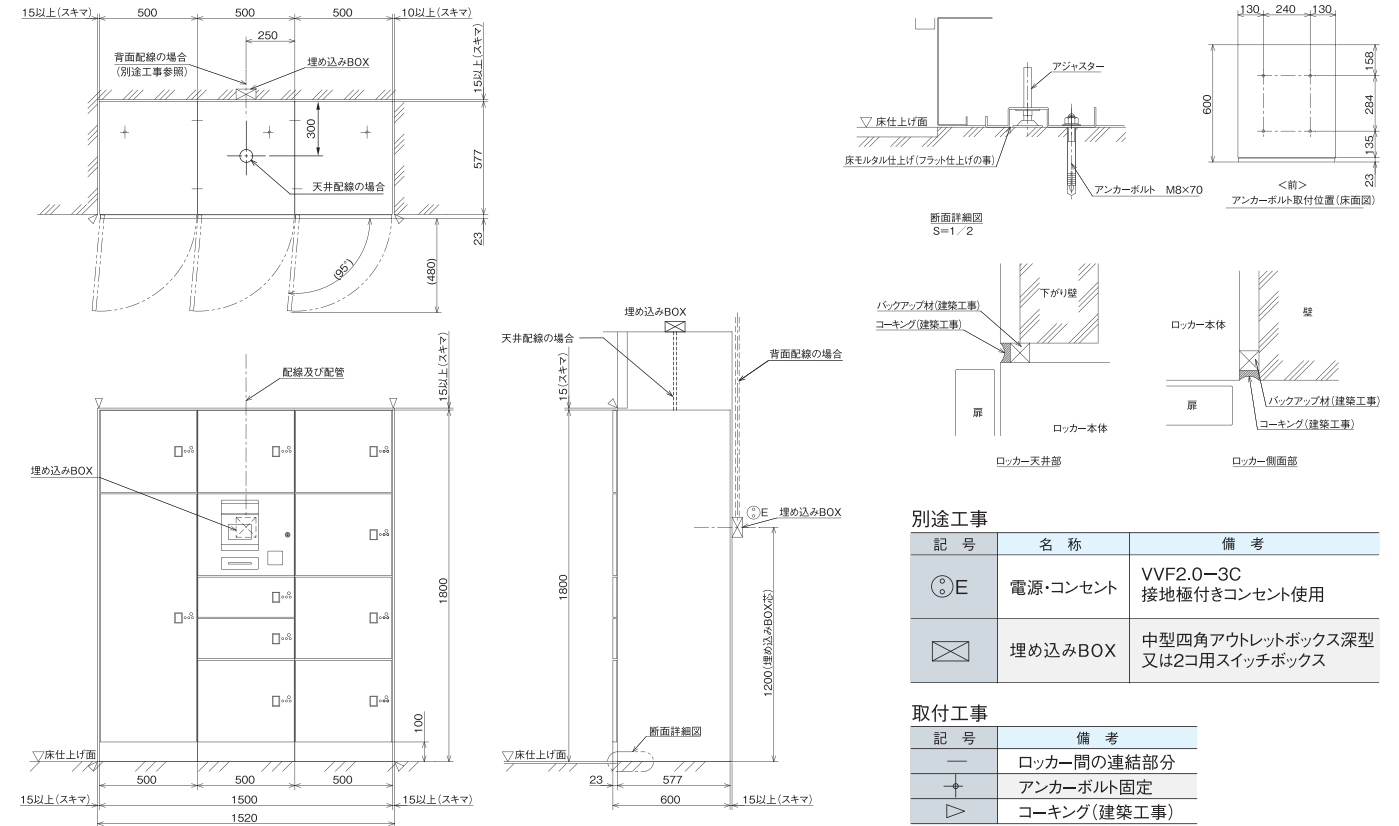 15以上(スキマ)
500
500
500
10以上(スキマ)
250
背面配線の場合
(別途工事参照)
埋め込みBOX
15以上(スキマ)
300
577
天井配線の場合
23
(95°)
(480)
アジャスター
▽床仕上げ面
床モルタル仕上げ(フラット仕上げの事)
アンカーボルト M8×70
断面詳細図
S=1/2
130
240
130
600
158
284
135
23
<前>
アンカーボルト取付位置(床面図)
配線及び配管
15以上(スキマ)
埋め込みBOX
1800
100
▽床仕上げ面
500
500
500
15以上(スキマ)
1500
15以上(スキマ)
1520
埋め込みBOX
天井配線の場合
背面配線の場合
15(スキマ)
E
埋め込みBOX
1800
1200(埋め込みBOX芯)
断面詳細図
▽床仕上げ面
23
577
600
15以上(スキマ)
下がり壁
バックアップ材(建築工事)
コーキング(建築工事)
扉
ロッカー本体
ロッカー天井部
ロッカー本体
壁
扉
バックアップ材(建築工事)
コーキング(建築工事)
ロッカー側面部
別途工事
記 号
名 称
備 考
E
電源・コンセント
VVF2.0−3C
接地極付きコンセント使用
埋め込みBOX
中型四角アウトレットボックス深型
又は2コ用スイッチボックス
取付工事
記 号
備 考
ロッカー間の連結部分
アンカーボルト固定
コーキング(建築工事)